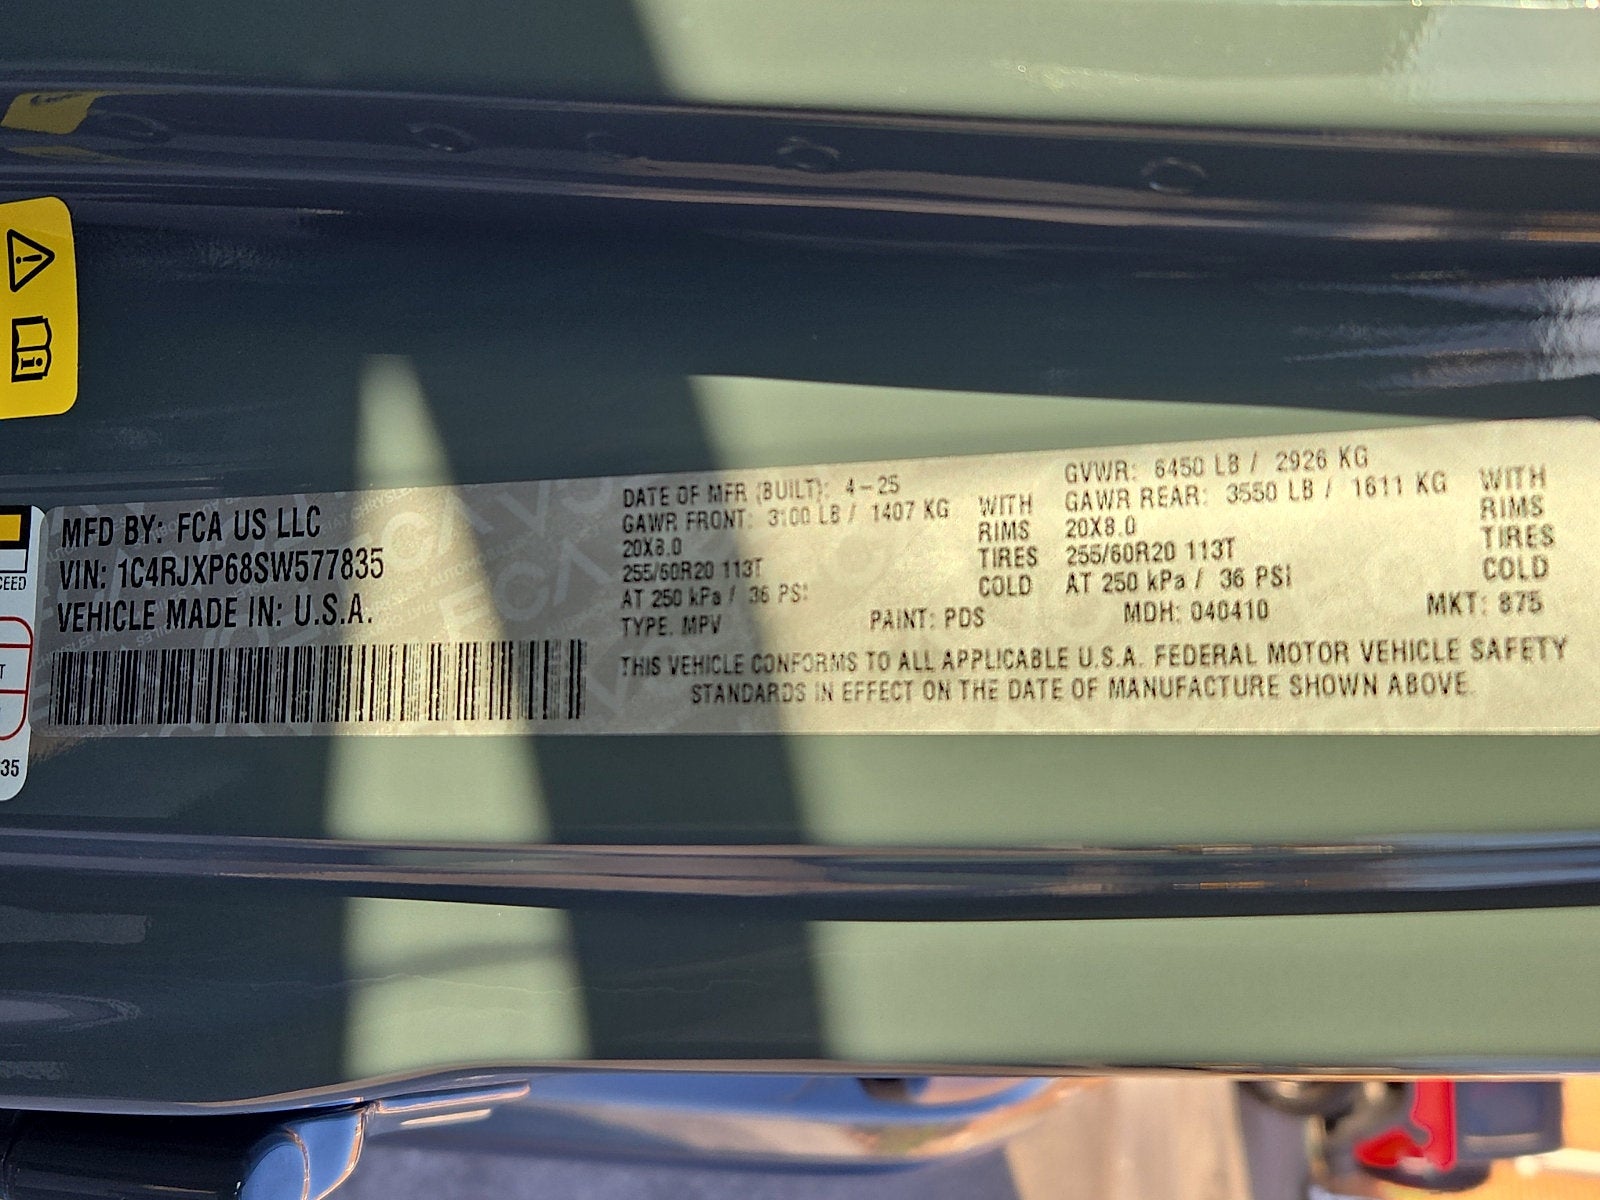 MFD BY: FCA US LLC
VIN: 1C4RJXP68SW577835
VEHICLE MADE IN: U.S.A.
DATE OF MFR (BUILT): 4-25
GAWR FRONT: 3100 LB / 1407 KG WITH
20X8.0 RIMS
255/60R20 113T TIRES
AT 250 kPa / 36 PSI COLD
TYPE: MPV PAINT: PDS
GVWR: 6450 LB / 2926 KG
GAWR REAR: 3550 LB / 1611 KG WITH
20X8.0 RIMS
255/60R20 113T TIRES
AT 250 kPa / 36 PSI COLD
MDH: 040410 MKT: 875
THIS VEHICLE CONFORMS TO ALL APPLICABLE U.S.A. FEDERAL MOTOR VEHICLE SAFETY
STANDARDS IN EFFECT ON THE DATE OF MANUFACTURE SHOWN ABOVE.
CEED
T
35